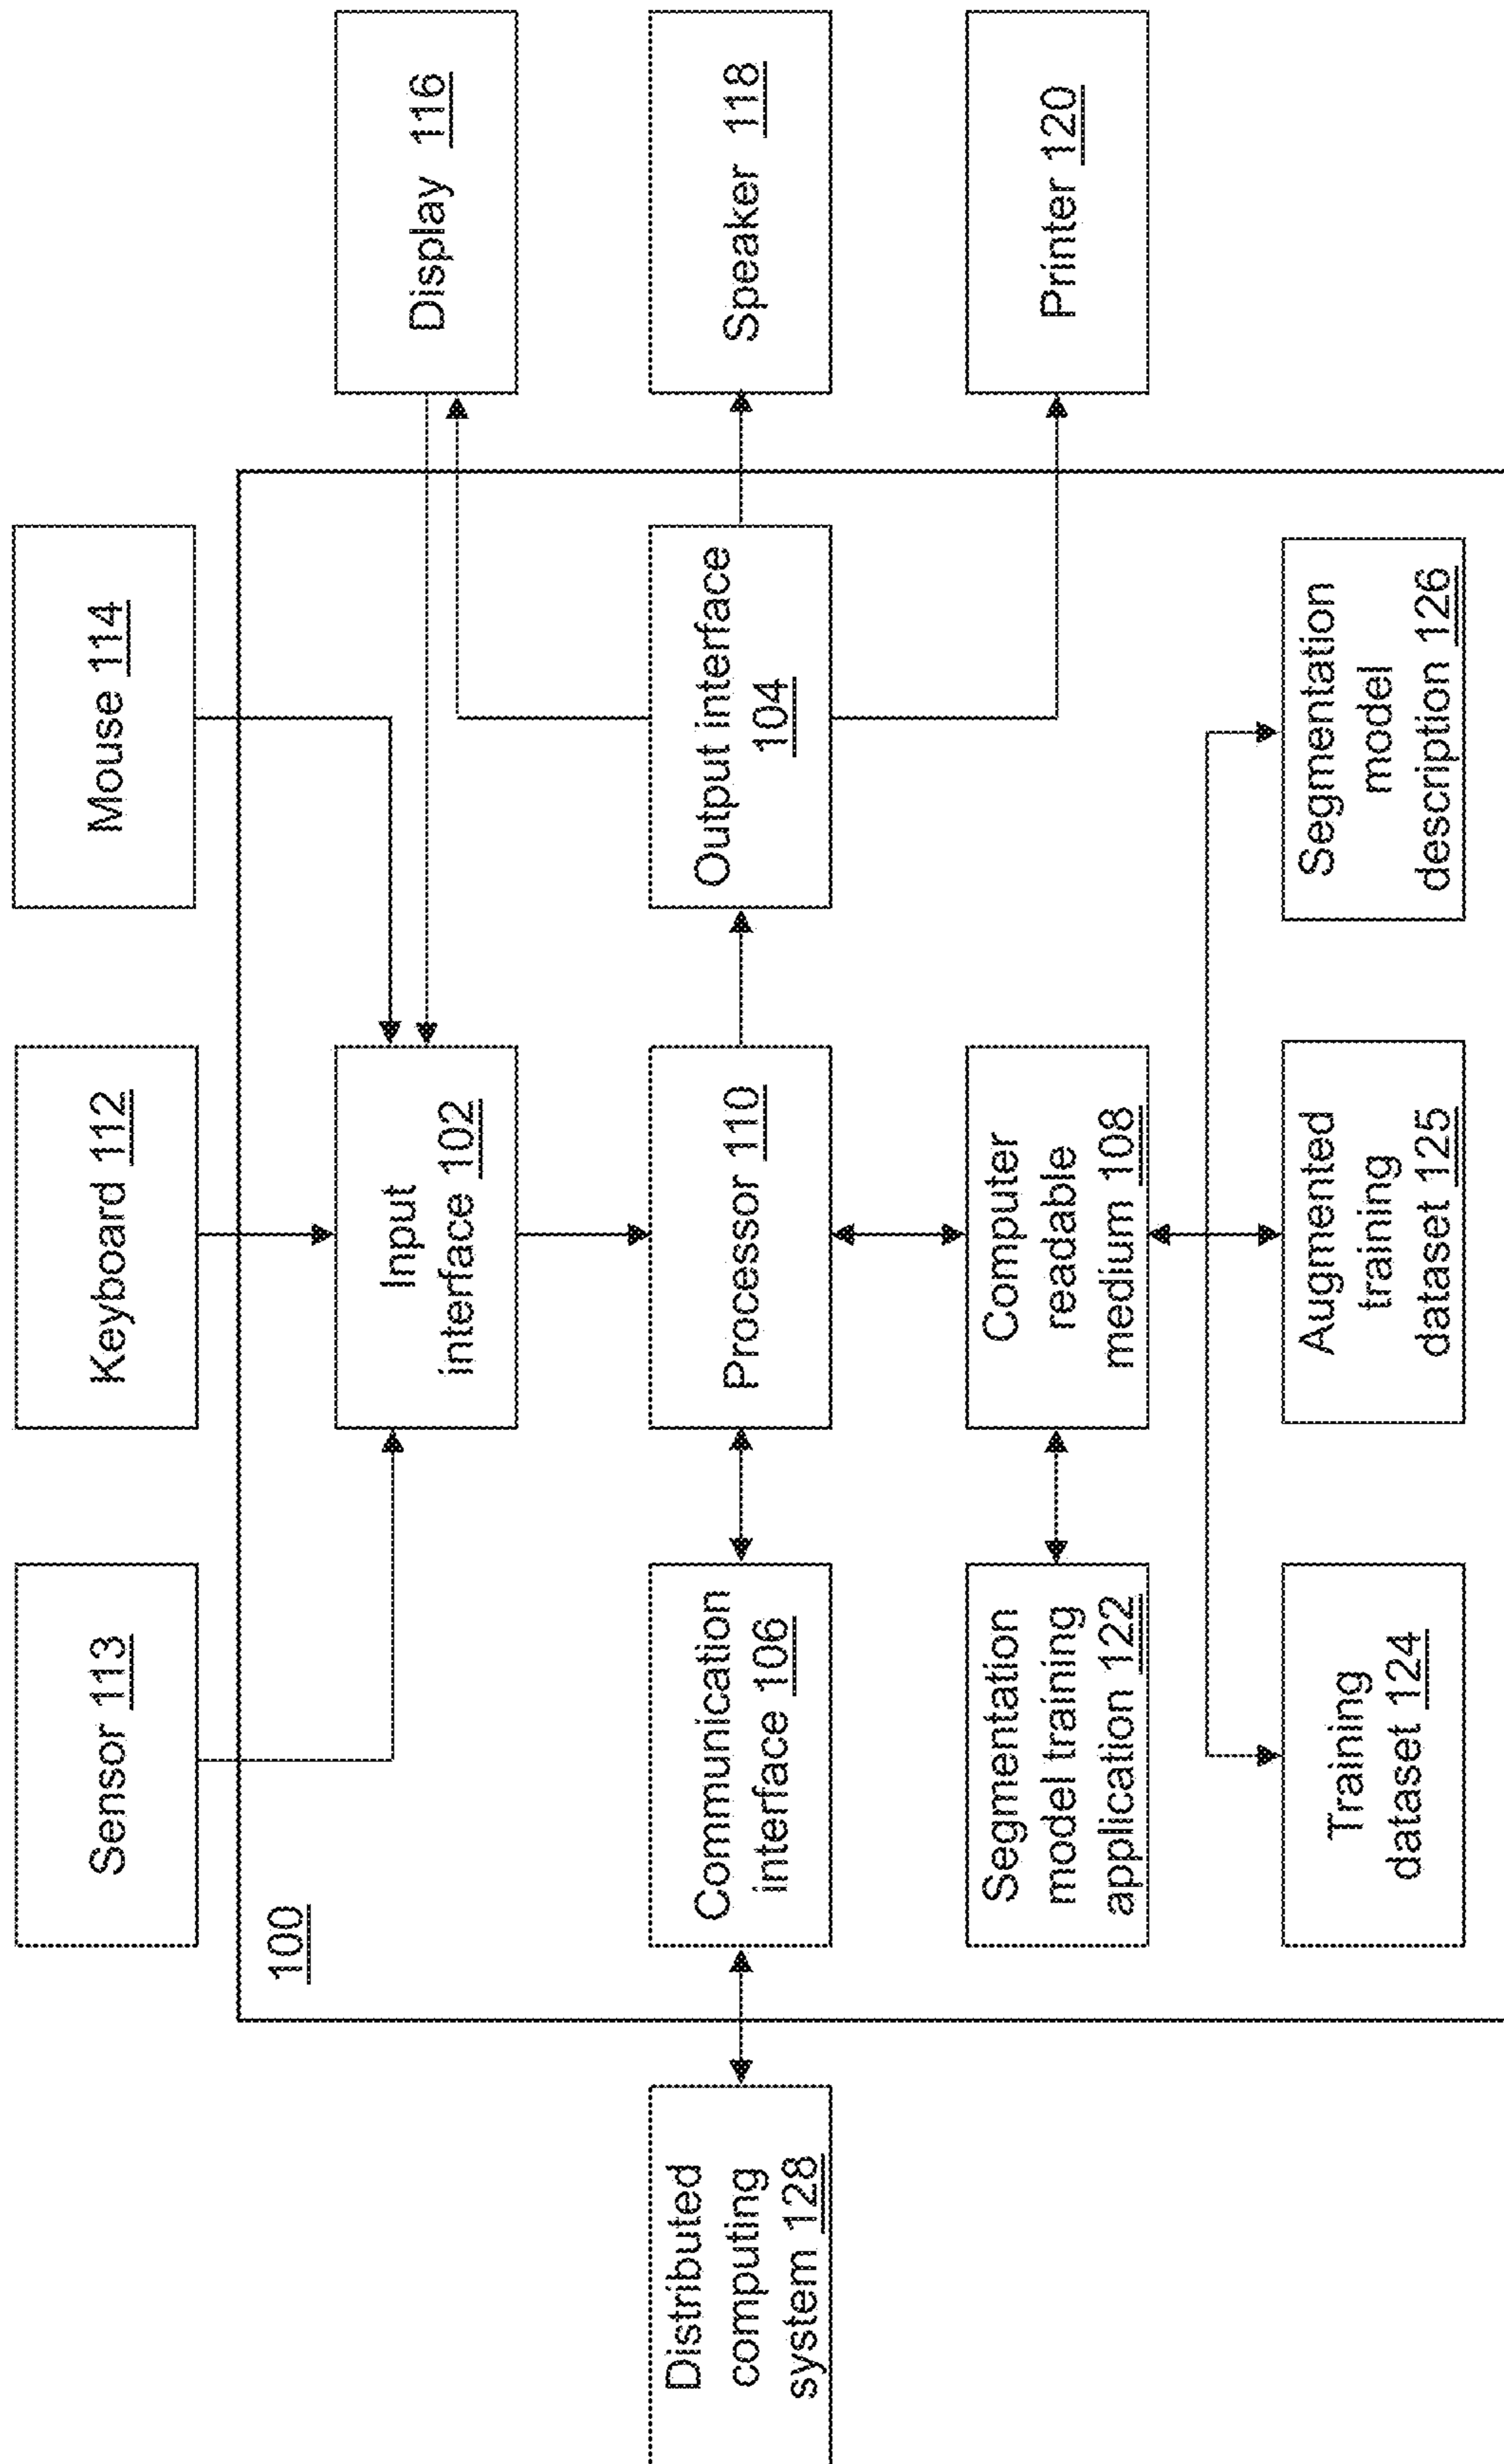 Sensor 113
Keyboard 112
Mouse 114
100
Input
interface 102
Display 116
Distributed
computing
system 128
Communication
interface 106
Processor 110
Output interface
104
Speaker 118
Segmentation
model training
application 122
Computer
readable
medium 108
Printer 120
Training
dataset 124
Augmented
training
dataset 125
Segmentation
model
description 126